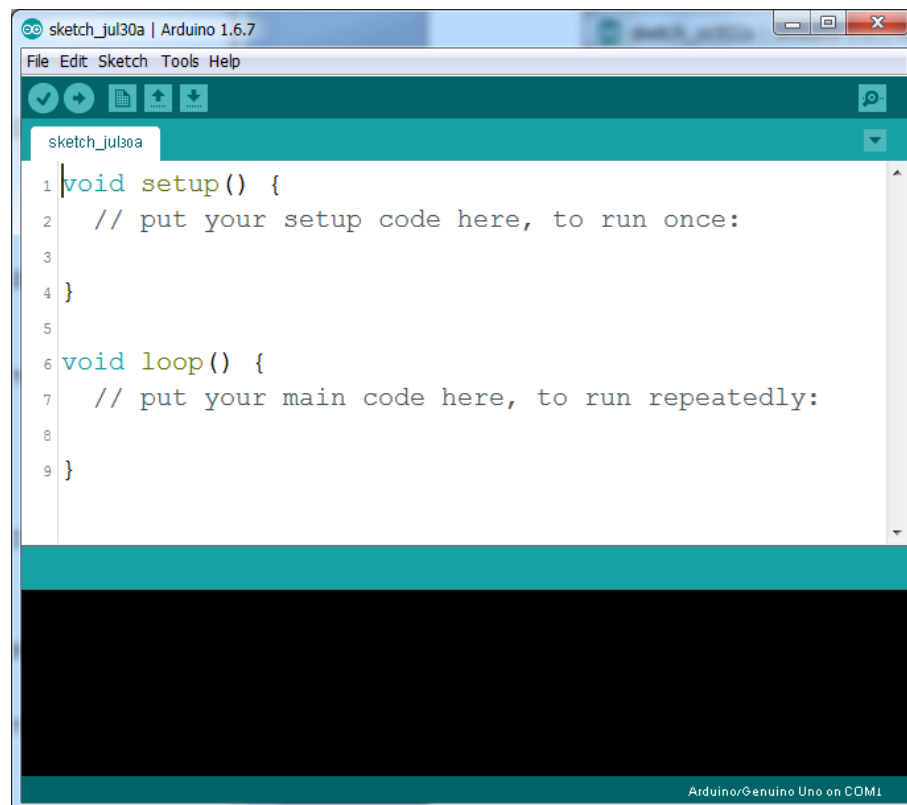 sketch_jul30a | Arduino 1.6.7
File Edit Sketch Tools Help
sketch_jul30a
1 void setup() {
2   // put your setup code here, to run once:
3
4 }
5
6 void loop() {
7   // put your main code here, to run repeatedly:
8
9 }
Arduino/Genuino Uno on COM1